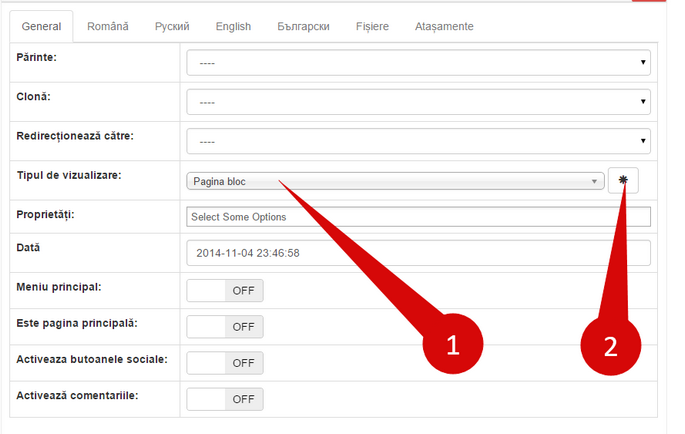 General Română Руский English Български Fișiere Atașamente
Părinte: ----
Clonă: ----
Redirecționează către: ----
Tipul de vizualizare: Pagina bloc
Proprietăți: Select Some Options
Dată 2014-11-04 23:46:58
Meniu principal: OFF
Este pagina principală: OFF
1 2
Activeaza butoanele sociale: OFF
Activează comentariile: OFF